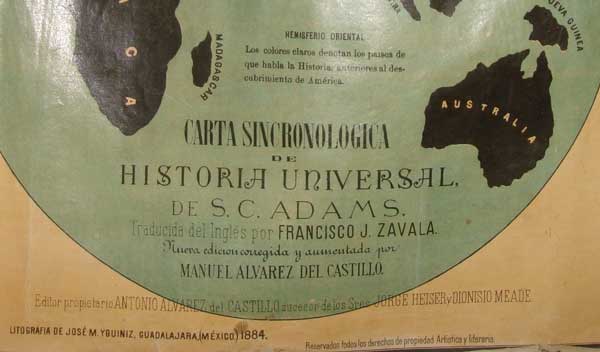 UEVA GUINEA
MADAGASCAR
CA
AUSTRALIA
HEMISFERIO ORIENTAL
Los colores claros denotan los paises de
que habla la Historia; anteriores al des-
cubrimiento de América.
CARTA SINCRONOLOGICA
DE
HISTORIA UNIVERSAL,
DE S. C. ADAMS.
Traducida del Inglés por FRANCISCO J. ZAVALA.
Nueva edicion corregida y aumentada por
MANUEL ALVAREZ DEL CASTILLO.
Editor propietario ANTONIO ALVAREZ del CASTILLO sucesor de los Sres. JORGE HEISER y DIONISIO MEADE.
LITOGRAFIA DE JOSÉ M. YGUINIZ, GUADALAJARA, (MÉXICO) 1884.
Reservados todos los derechos de propiedad Artística y literaria.